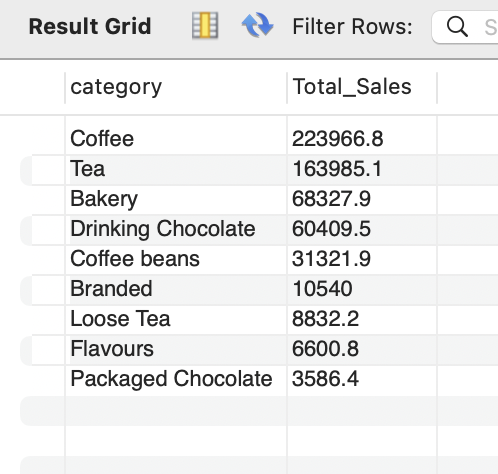 Result Grid Filter Rows: S
category Total_Sales
Coffee 223966.8
Tea 163985.1
Bakery 68327.9
Drinking Chocolate 60409.5
Coffee beans 31321.9
Branded 10540
Loose Tea 8832.2
Flavours 6600.8
Packaged Chocolate 3586.4